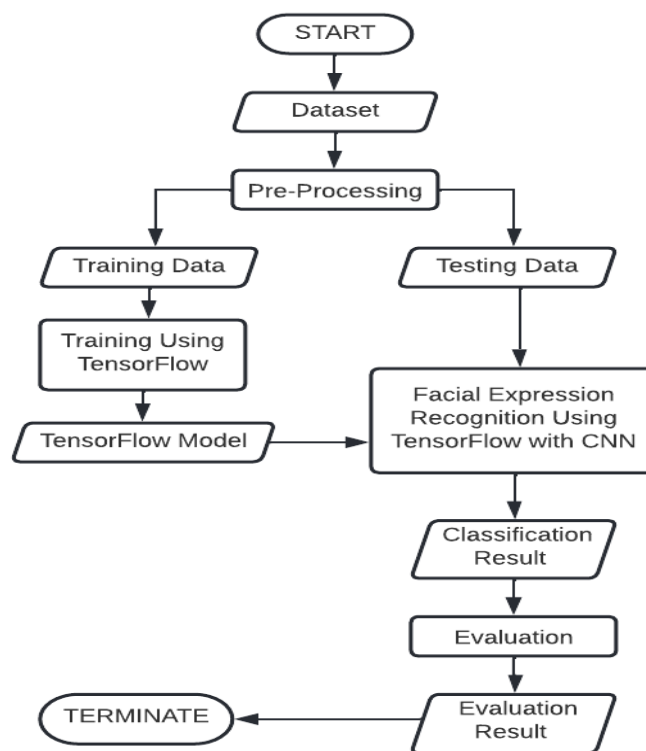 START
Dataset
Pre-Processing
Training Data
Testing Data
Training Using
TensorFlow
Facial Expression
Recognition Using
TensorFlow with CNN
TensorFlow Model
Classification
Result
Evaluation
Evaluation
Result
TERMINATE